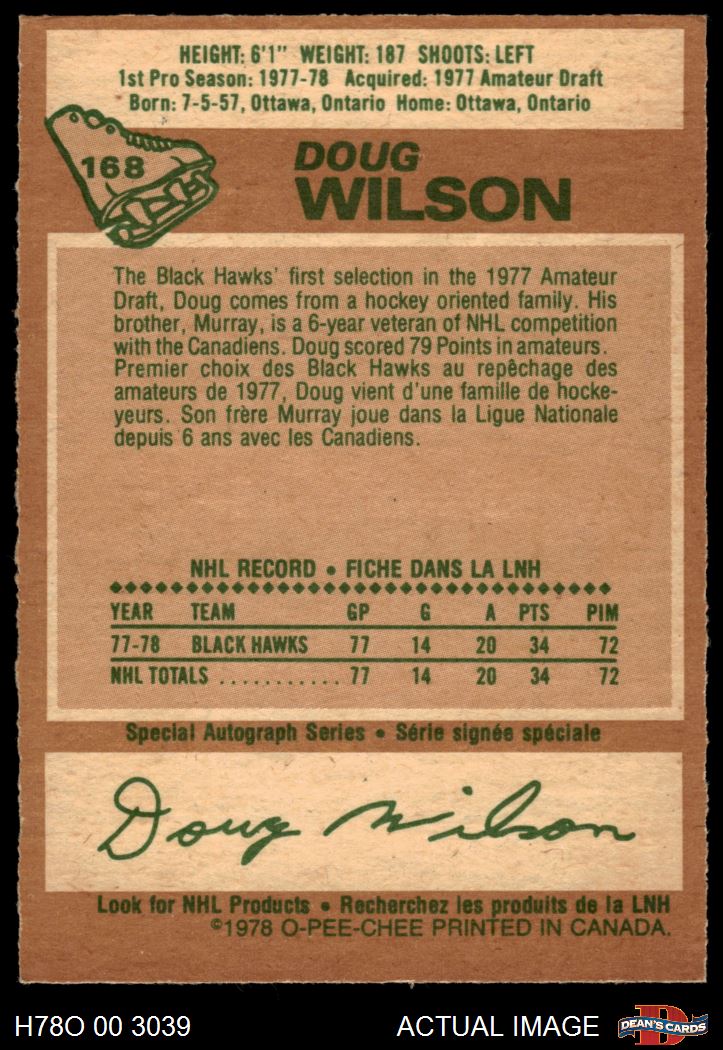 HEIGHT: 6'1" WEIGHT: 187 SHOOTS: LEFT
1st Pro Season: 1977-78 Acquired: 1977 Amateur Draft
Born: 7-5-57, Ottawa, Ontario Home: Ottawa, Ontario
168
DOUG
WILSON
The Black Hawks' first selection in the 1977 Amateur
Draft, Doug comes from a hockey oriented family. His
brother, Murray, is a 6-year veteran of NHL competition
with the Canadiens. Doug scored 79 Points in amateurs.
Premier choix des Black Hawks au repêchage des
amateurs de 1977, Doug vient d'une famille de hocke-
yeurs. Son frère Murray joue dans la Ligue Nationale
depuis 6 ans avec les Canadiens.
NHL RECORD • FICHE DANS LA LNH
YEAR TEAM GP G A PTS PIM
77-78 BLACK HAWKS 77 14 20 34 72
NHL TOTALS ........... 77 14 20 34 72
Special Autograph Series • Série signée spéciale
Doug Wilson
Look for NHL Products • Recherchez les produits de la LNH
©1978 O-PEE-CHEE PRINTED IN CANADA.
H78O 00 3039 ACTUAL IMAGE D DEAN'S CARDS